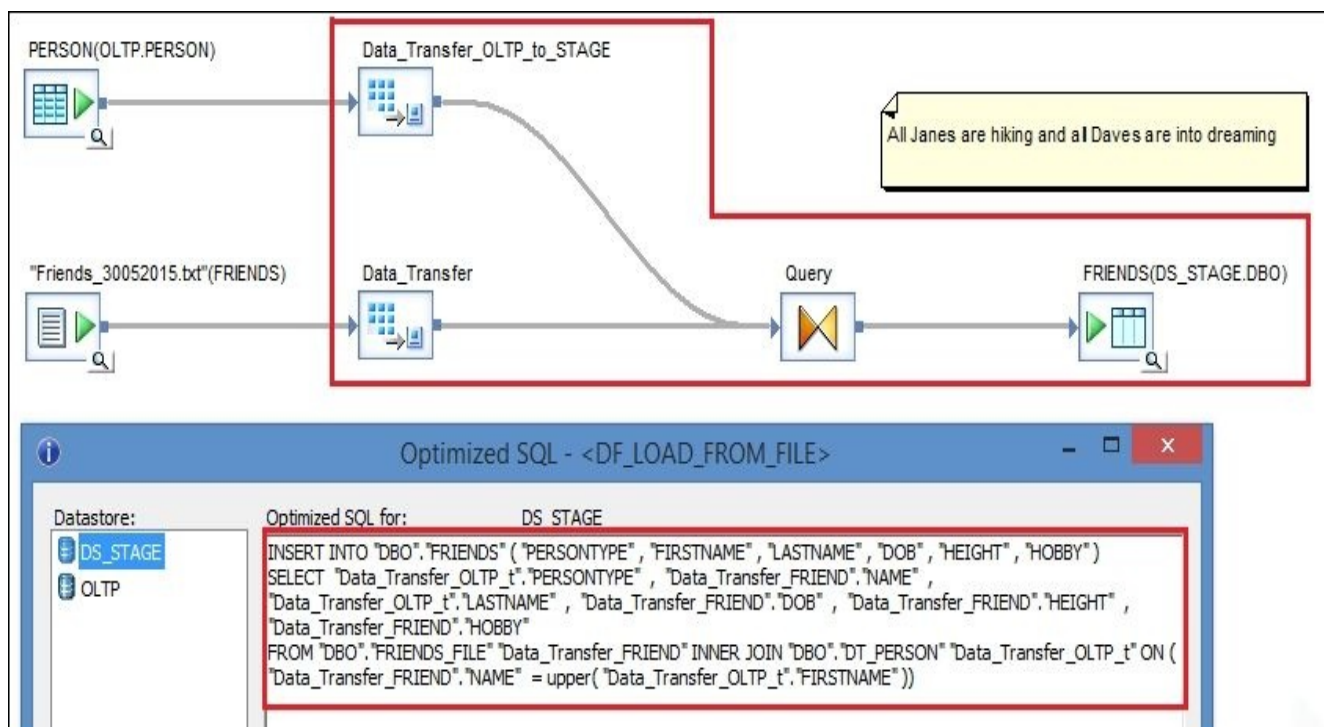 PERSON(OLTP.PERSON)
Data_Transfer_OLTP_to_STAGE
All Janes are hiking and all Daves are into dreaming
"Friends_30052015.txt"(FRIENDS)
Data_Transfer
Query
FRIENDS(DS_STAGE.DBO)
Optimized SQL - <DF_LOAD_FROM_FILE>
Datastore:
Optimized SQL for: DS_STAGE
DS_STAGE
OLTP
INSERT INTO "DBO"."FRIENDS" ( "PERSONTYPE" , "FIRSTNAME" , "LASTNAME" , "DOB" , "HEIGHT" , "HOBBY" )
SELECT "Data_Transfer_OLTP_t"."PERSONTYPE" , "Data_Transfer_FRIEND"."NAME" ,
"Data_Transfer_OLTP_t"."LASTNAME" , "Data_Transfer_FRIEND"."DOB" , "Data_Transfer_FRIEND"."HEIGHT" ,
"Data_Transfer_FRIEND"."HOBBY"
FROM "DBO"."FRIENDS_FILE" "Data_Transfer_FRIEND" INNER JOIN "DBO"."DT_PERSON" "Data_Transfer_OLTP_t" ON (
"Data_Transfer_FRIEND"."NAME" = upper( "Data_Transfer_OLTP_t"."FIRSTNAME" ))